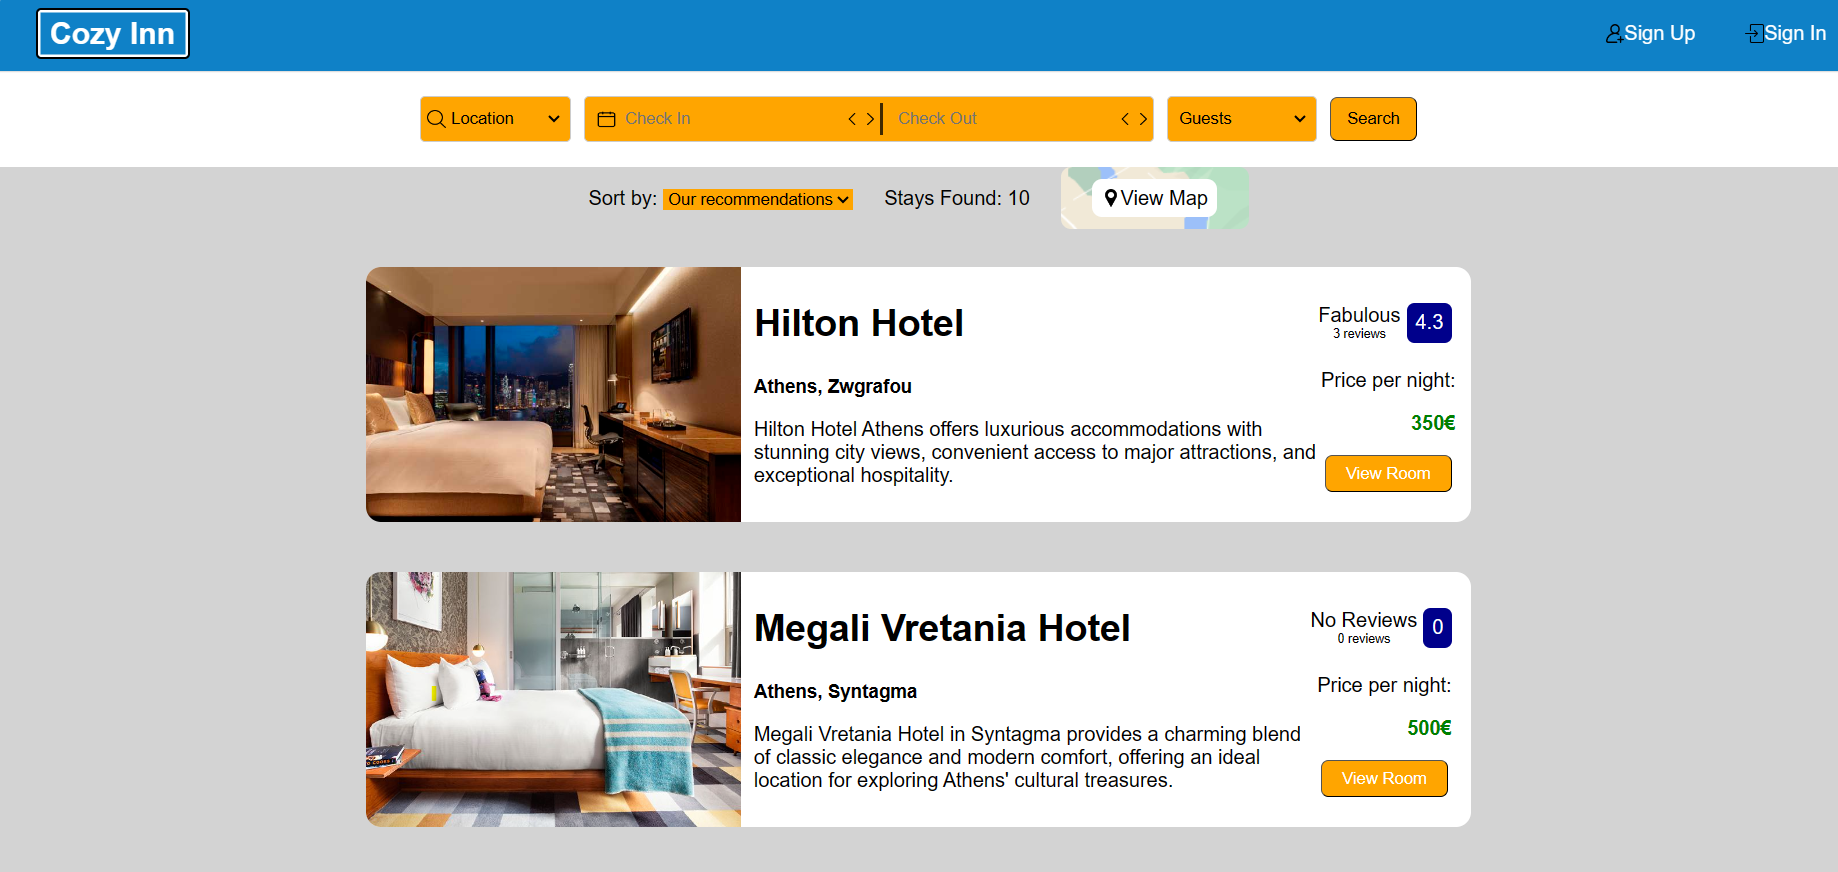 Cozy Inn
Sign Up
Sign In
Location
Check In
Check Out
Guests
Search
Sort by: Our recommendations
Stays Found: 10
View Map
Hilton Hotel
Fabulous
3 reviews
4.3
Athens, Zwgrafou
Price per night:
350€
Hilton Hotel Athens offers luxurious accommodations with
stunning city views, convenient access to major attractions, and
exceptional hospitality.
View Room
Megali Vretania Hotel
No Reviews
0 reviews
0
Athens, Syntagma
Price per night:
500€
Megali Vretania Hotel in Syntagma provides a charming blend
of classic elegance and modern comfort, offering an ideal
location for exploring Athens' cultural treasures.
View Room